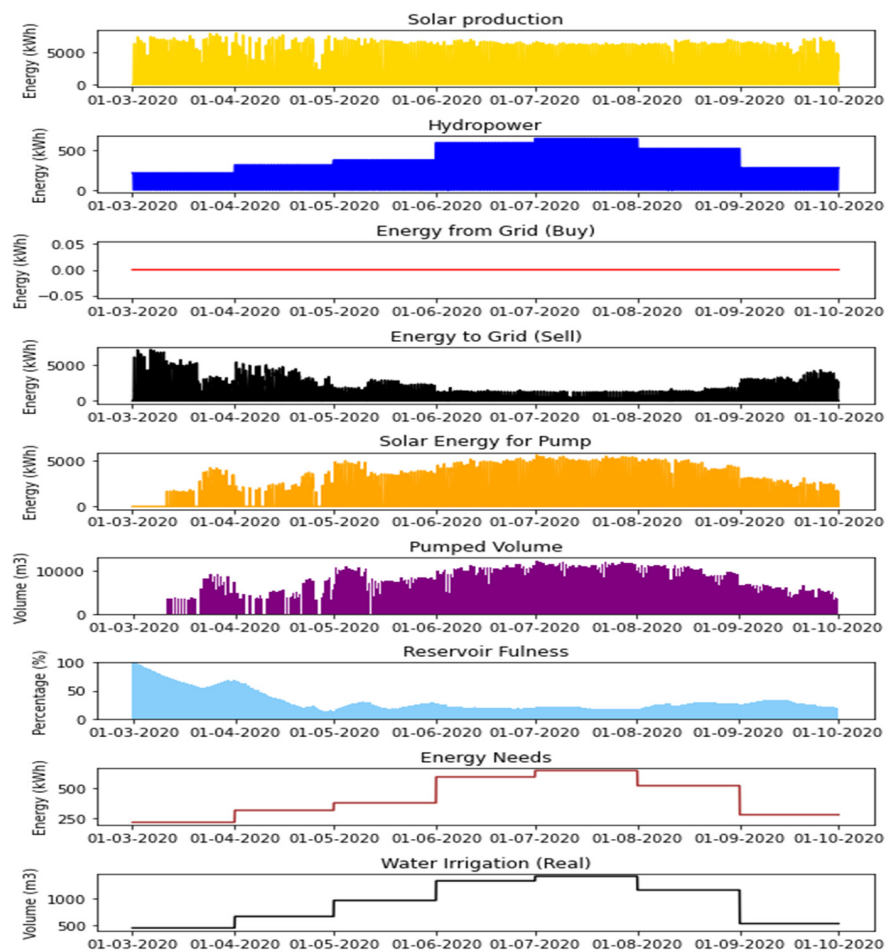 Solar production
Energy (kWh)
5000
0
01-03-2020 01-04-2020 01-05-2020 01-06-2020 01-07-2020 01-08-2020 01-09-2020 01-10-2020
Hydropower
Energy (kWh)
500
0
01-03-2020 01-04-2020 01-05-2020 01-06-2020 01-07-2020 01-08-2020 01-09-2020 01-10-2020
Energy from Grid (Buy)
Energy (kWh)
0.05
0.00
−0.05
01-03-2020 01-04-2020 01-05-2020 01-06-2020 01-07-2020 01-08-2020 01-09-2020 01-10-2020
Energy to Grid (Sell)
Energy (kWh)
5000
0
01-03-2020 01-04-2020 01-05-2020 01-06-2020 01-07-2020 01-08-2020 01-09-2020 01-10-2020
Solar Energy for Pump
Energy (kWh)
5000
0
01-03-2020 01-04-2020 01-05-2020 01-06-2020 01-07-2020 01-08-2020 01-09-2020 01-10-2020
Pumped Volume
Volume (m3)
10000
0
01-03-2020 01-04-2020 01-05-2020 01-06-2020 01-07-2020 01-08-2020 01-09-2020 01-10-2020
Reservoir Fulness
Percentage (%)
100
50
0
01-03-2020 01-04-2020 01-05-2020 01-06-2020 01-07-2020 01-08-2020 01-09-2020 01-10-2020
Energy Needs
Energy (kWh)
500
250
01-03-2020 01-04-2020 01-05-2020 01-06-2020 01-07-2020 01-08-2020 01-09-2020 01-10-2020
Water Irrigation (Real)
Volume (m3)
1000
500
01-03-2020 01-04-2020 01-05-2020 01-06-2020 01-07-2020 01-08-2020 01-09-2020 01-10-2020